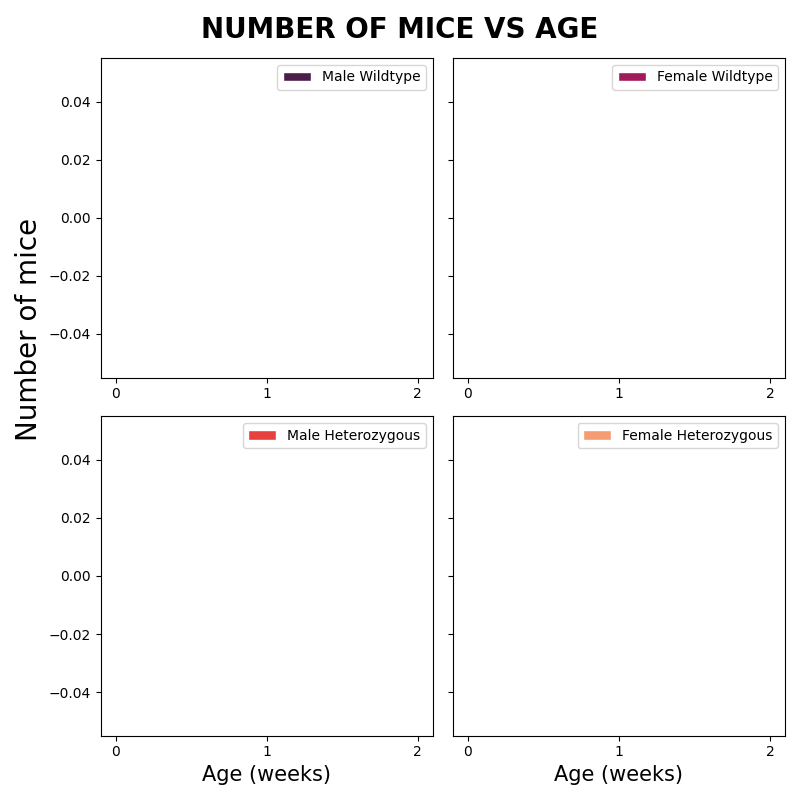 NUMBER OF MICE VS AGE
Number of mice
Male Wildtype
0.04
0.02
0.00
−0.02
−0.04
0 1 2
Female Wildtype
0 1 2
Male Heterozygous
0.04
0.02
0.00
−0.02
−0.04
0 1 2
Age (weeks)
Female Heterozygous
0 1 2
Age (weeks)